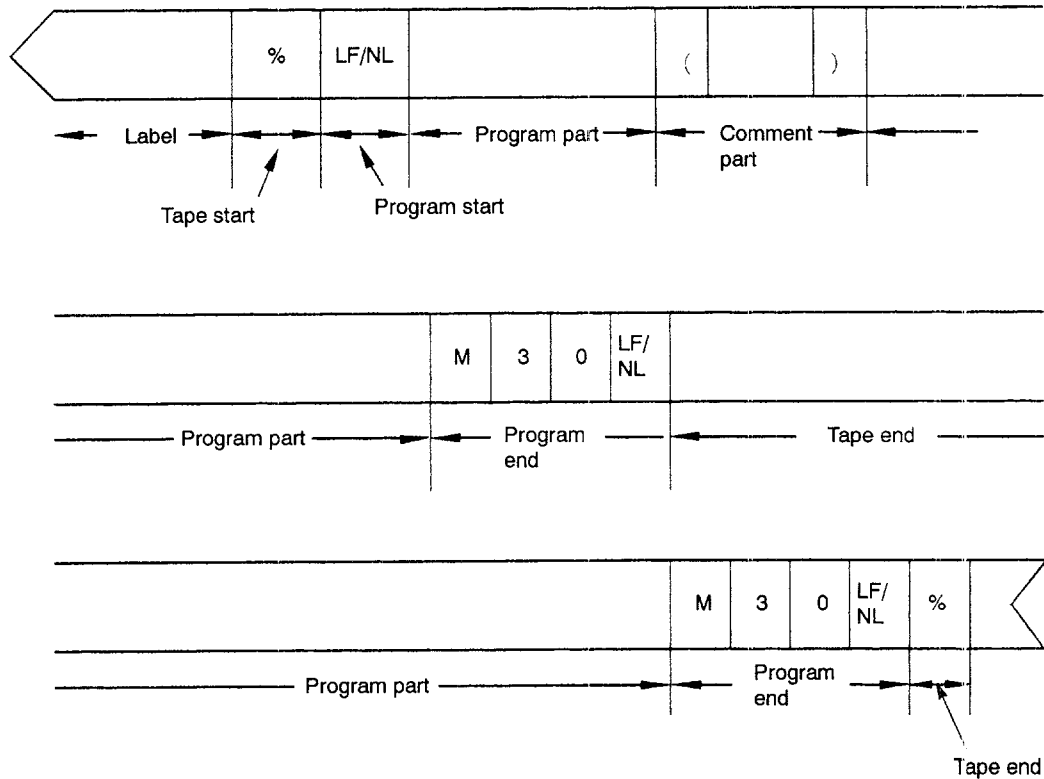 % LF/NL ( )
Label Program part Comment
part
Tape start Program start
M 3 0 LF/
NL
Program part Program
end Tape end
M 3 0 LF/
NL %
Program part Program
end
Tape end